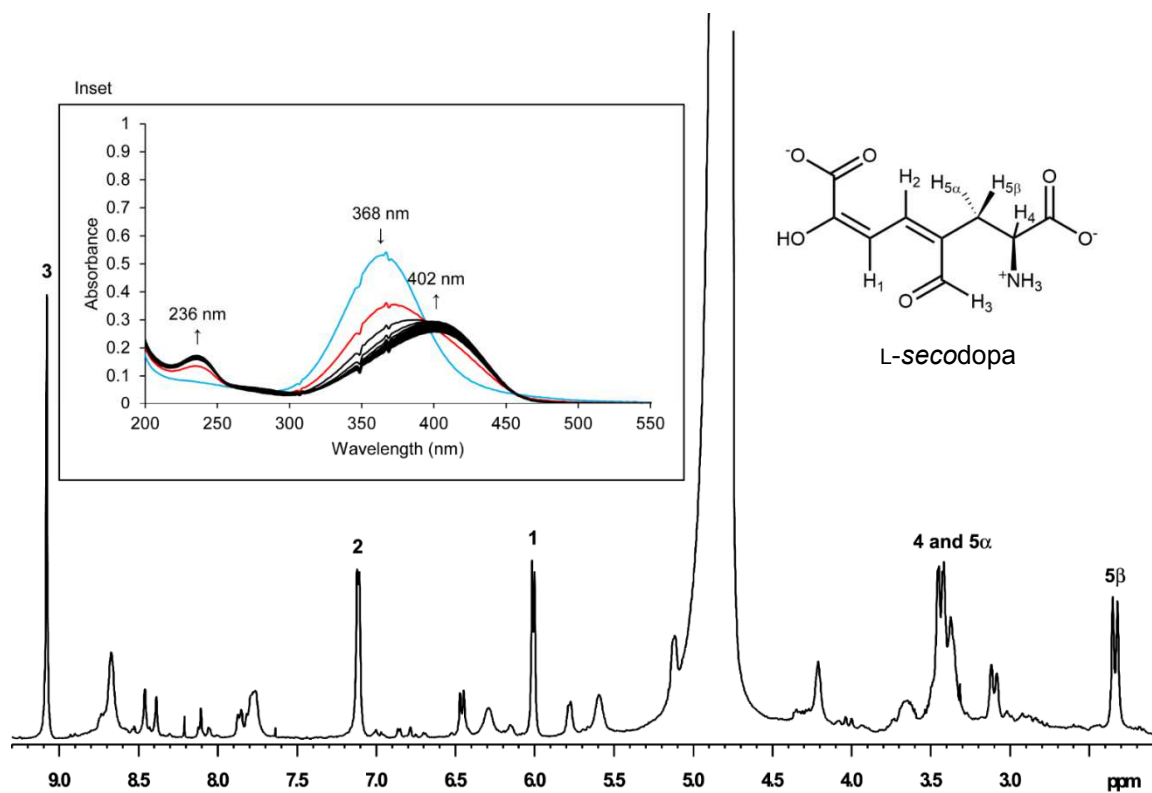 Inset
1
0.9
0.8
0.7
0.6
0.5
0.4
0.3
0.2
0.1
0
Absorbance
236 nm
↑
368 nm
↓
402 nm
↑
200 250 300 350 400 450 500 550
Wavelength (nm)
-O O
H2 H5α H5β O
H4
HO O-
H1 +NH3
O H3
L-secodopa
3
2
1
4 and 5α
5β
9.0 8.5 8.0 7.5 7.0 6.5 6.0 5.5 5.0 4.5 4.0 3.5 3.0 ppm